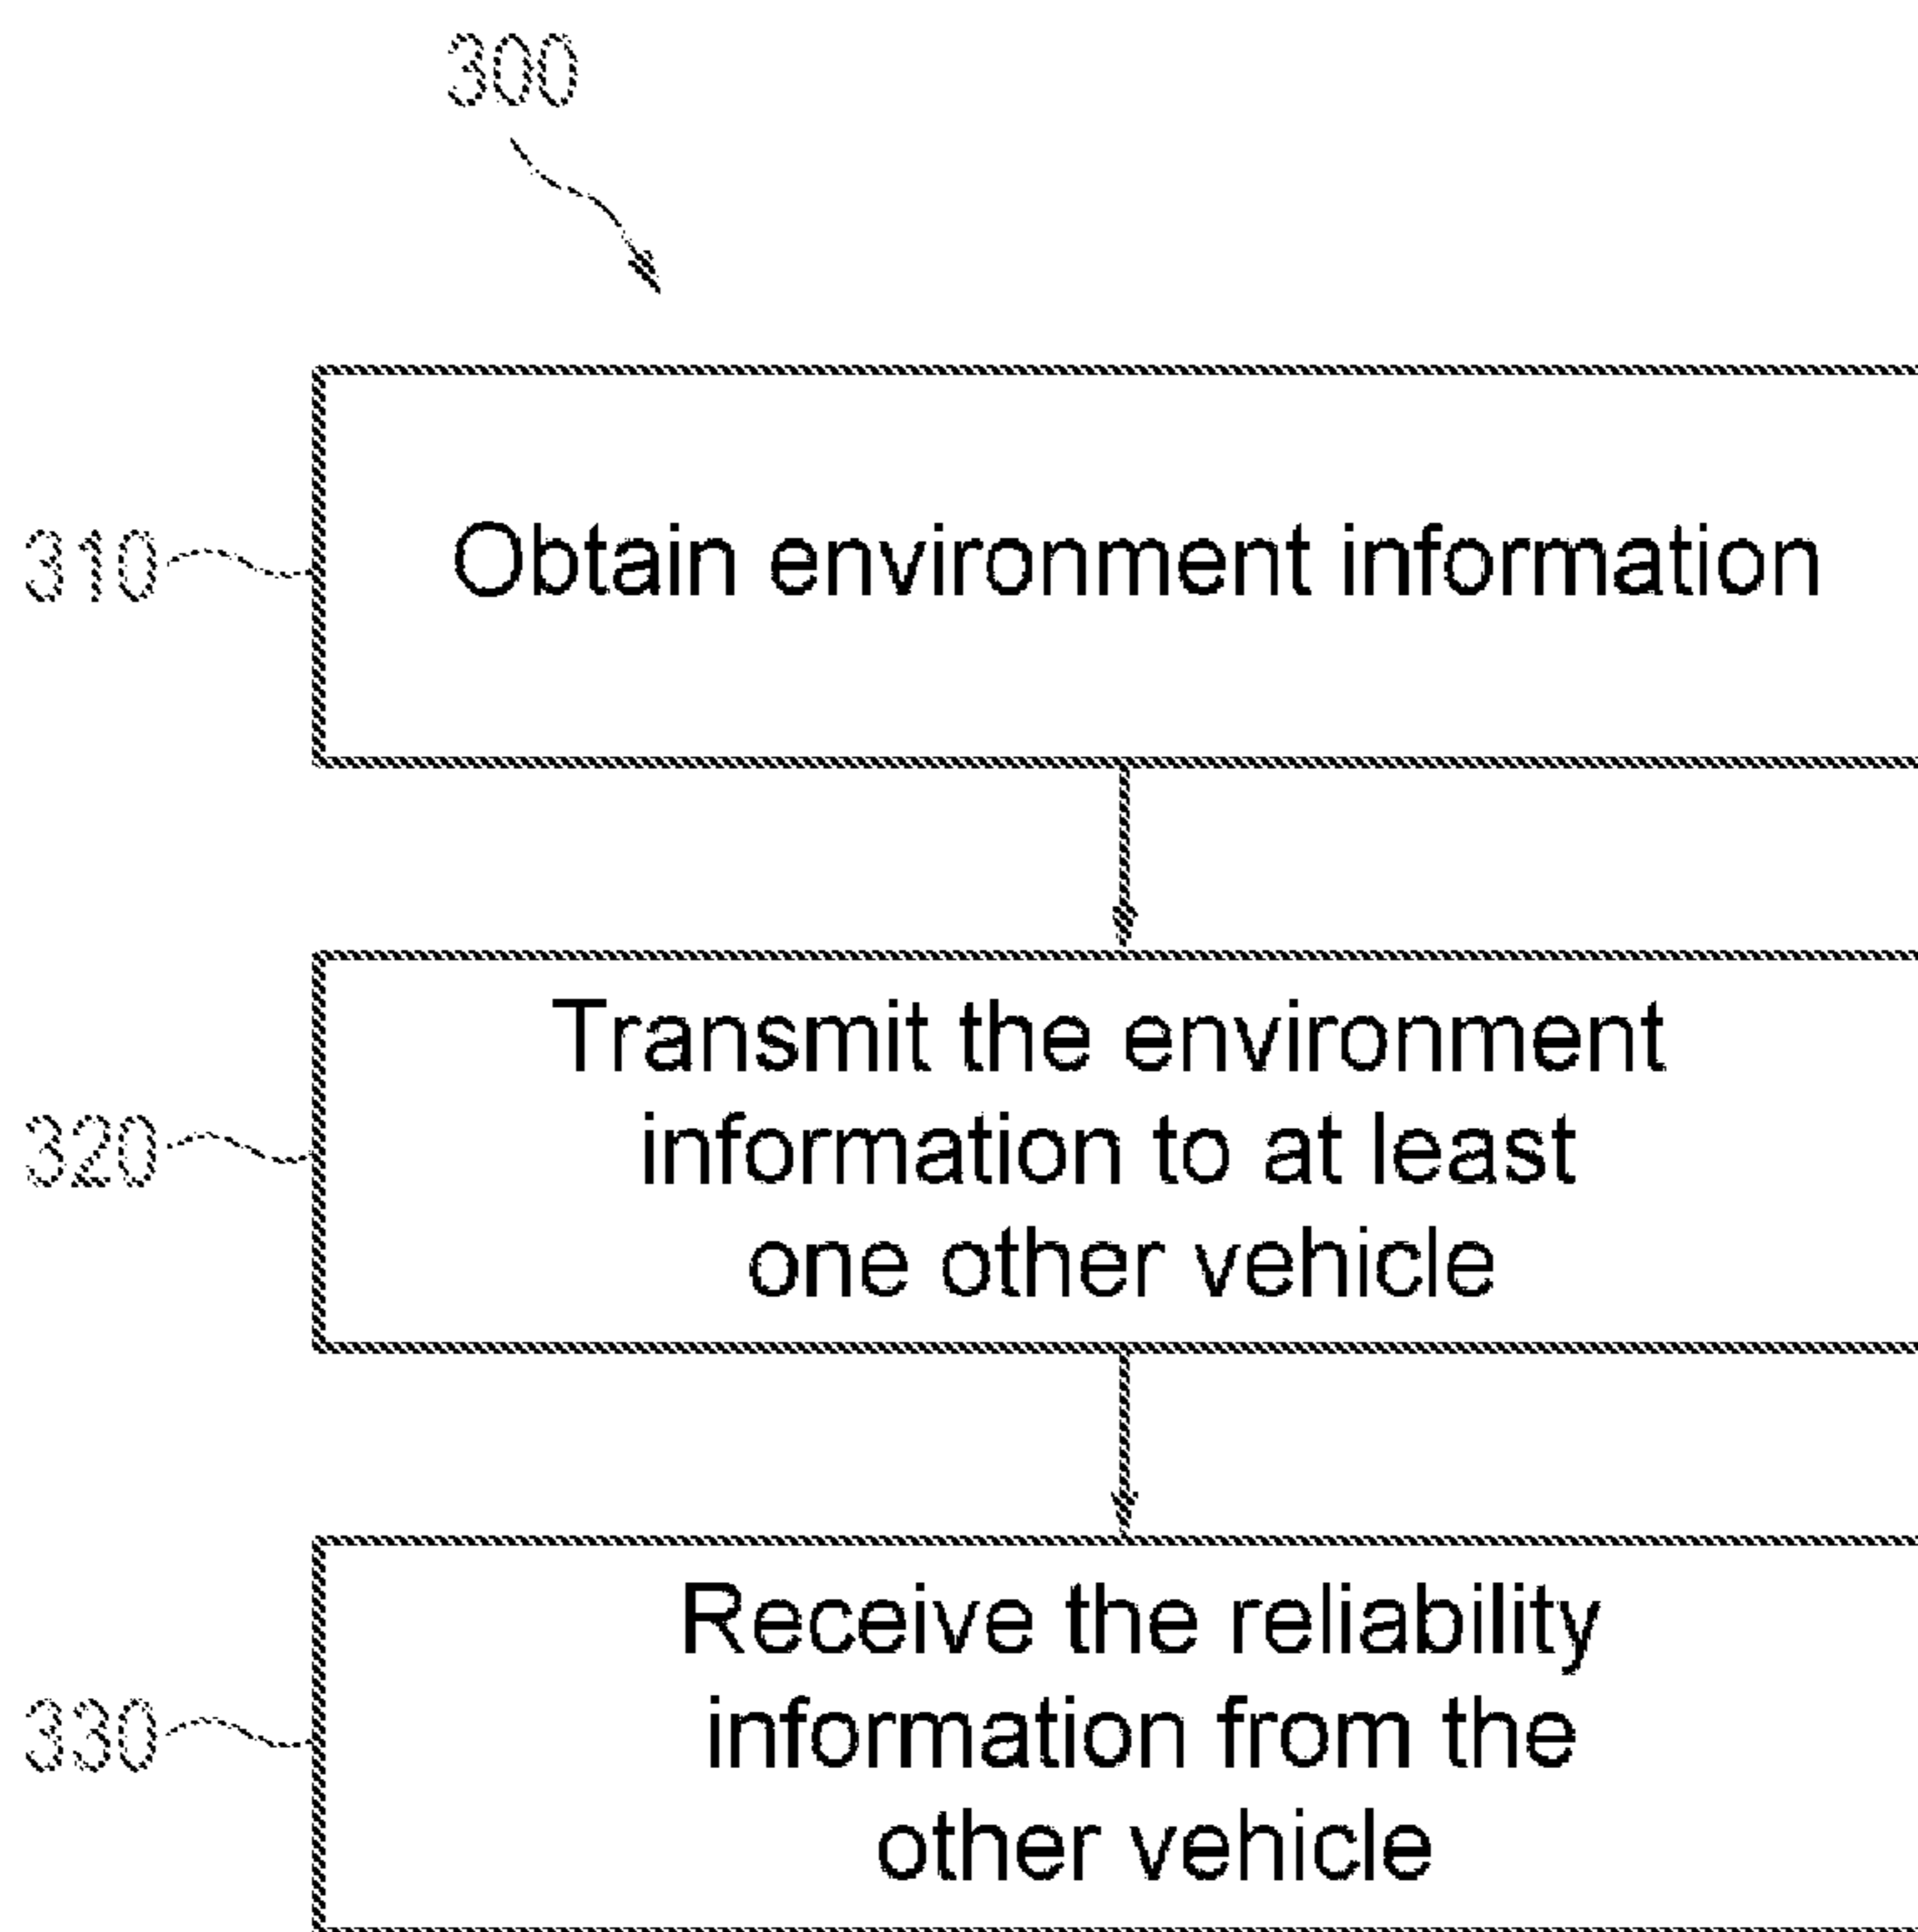 300
310
Obtain environment information
320
Transmit the environment
information to at least
one other vehicle
330
Receive the reliability
information from the
other vehicle